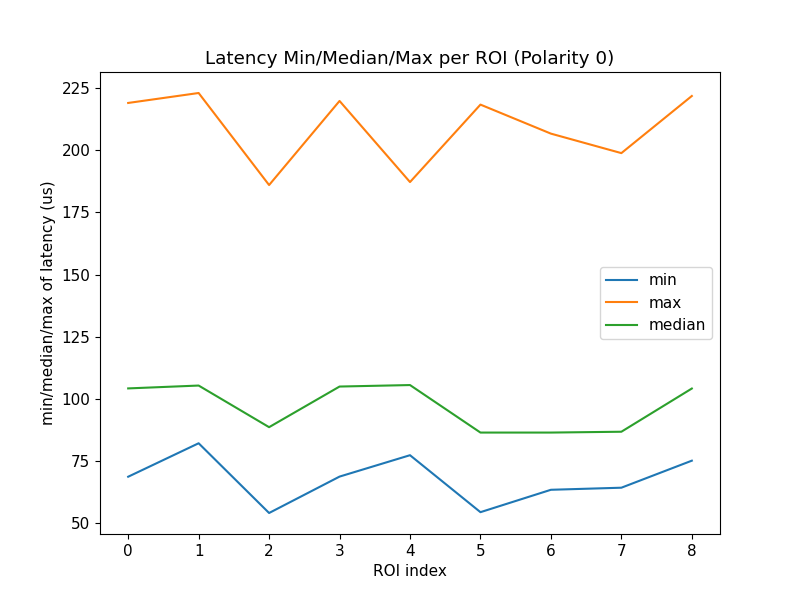 Latency Min/Median/Max per ROI (Polarity 0)
min/median/max of latency (us)
225
200
175
150
125
100
75
50
min
max
median
0 1 2 3 4 5 6 7 8
ROI index